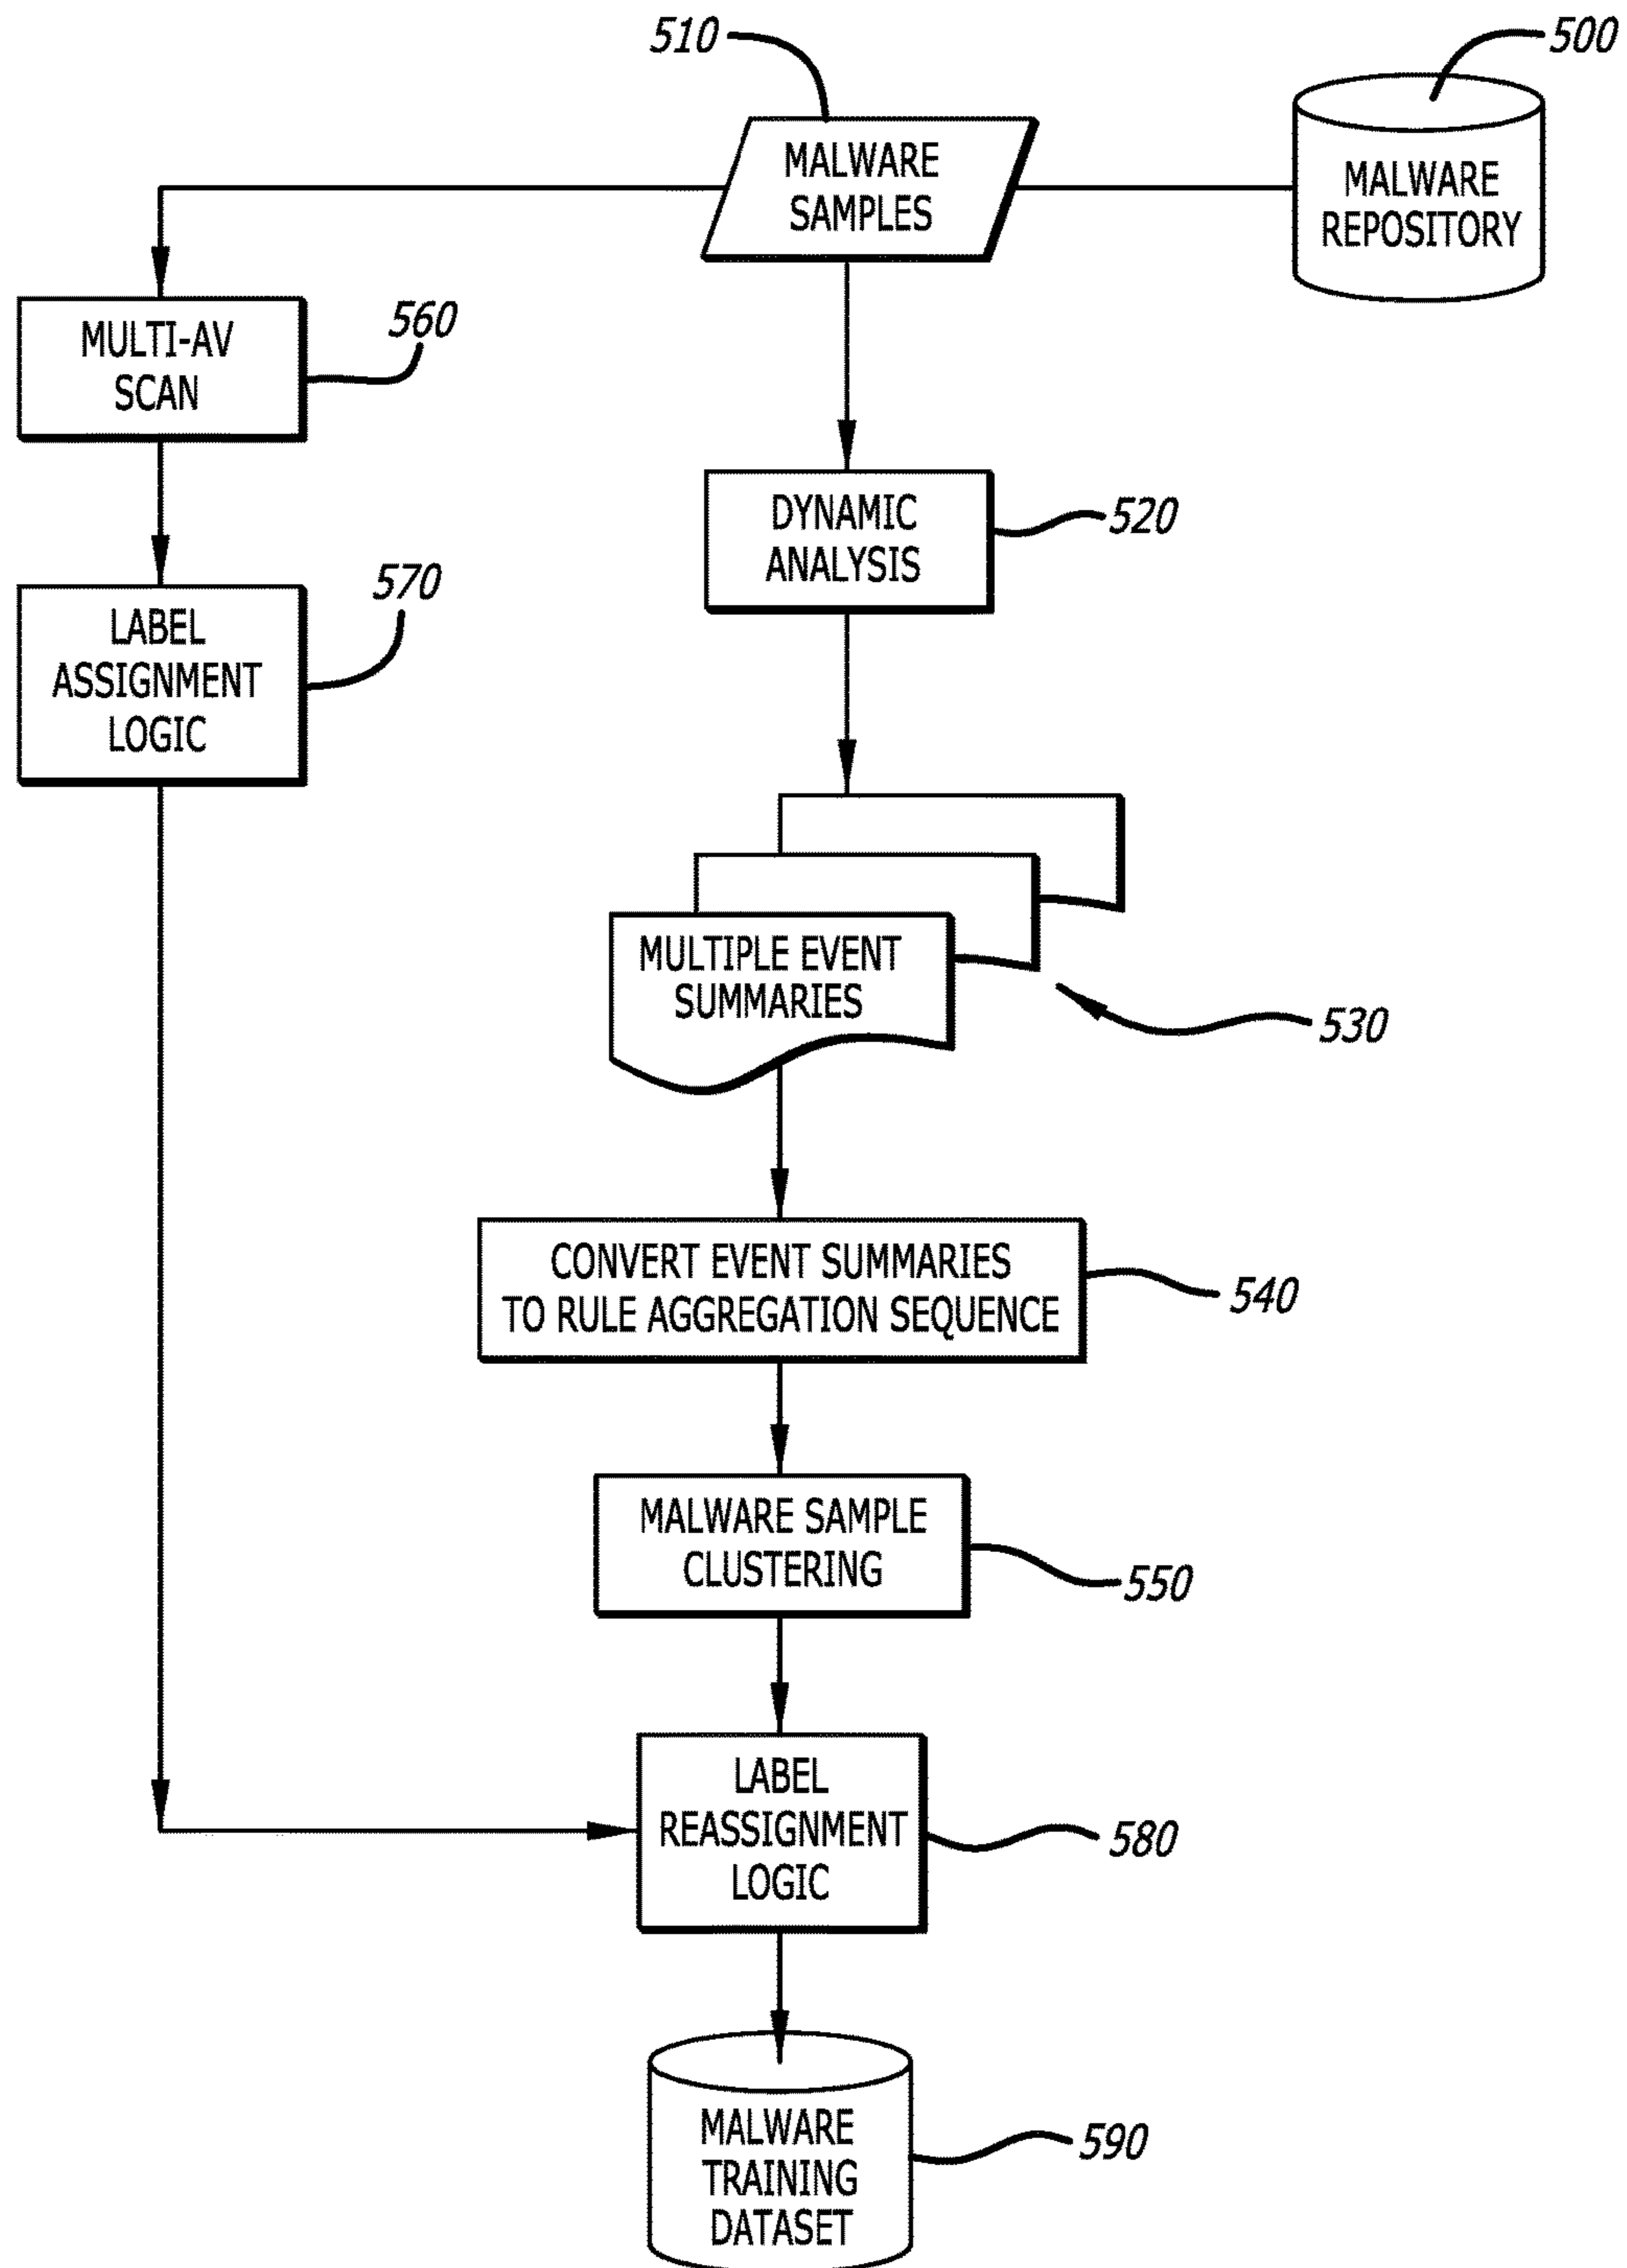 510
500
MALWARE
SAMPLES
MALWARE
REPOSITORY
MULTI-AV
SCAN
560
DYNAMIC
ANALYSIS
520
LABEL
ASSIGNMENT
LOGIC
570
MULTIPLE EVENT
SUMMARIES
530
CONVERT EVENT SUMMARIES
TO RULE AGGREGATION SEQUENCE
540
MALWARE SAMPLE
CLUSTERING
550
LABEL
REASSIGNMENT
LOGIC
580
MALWARE
TRAINING
DATASET
590